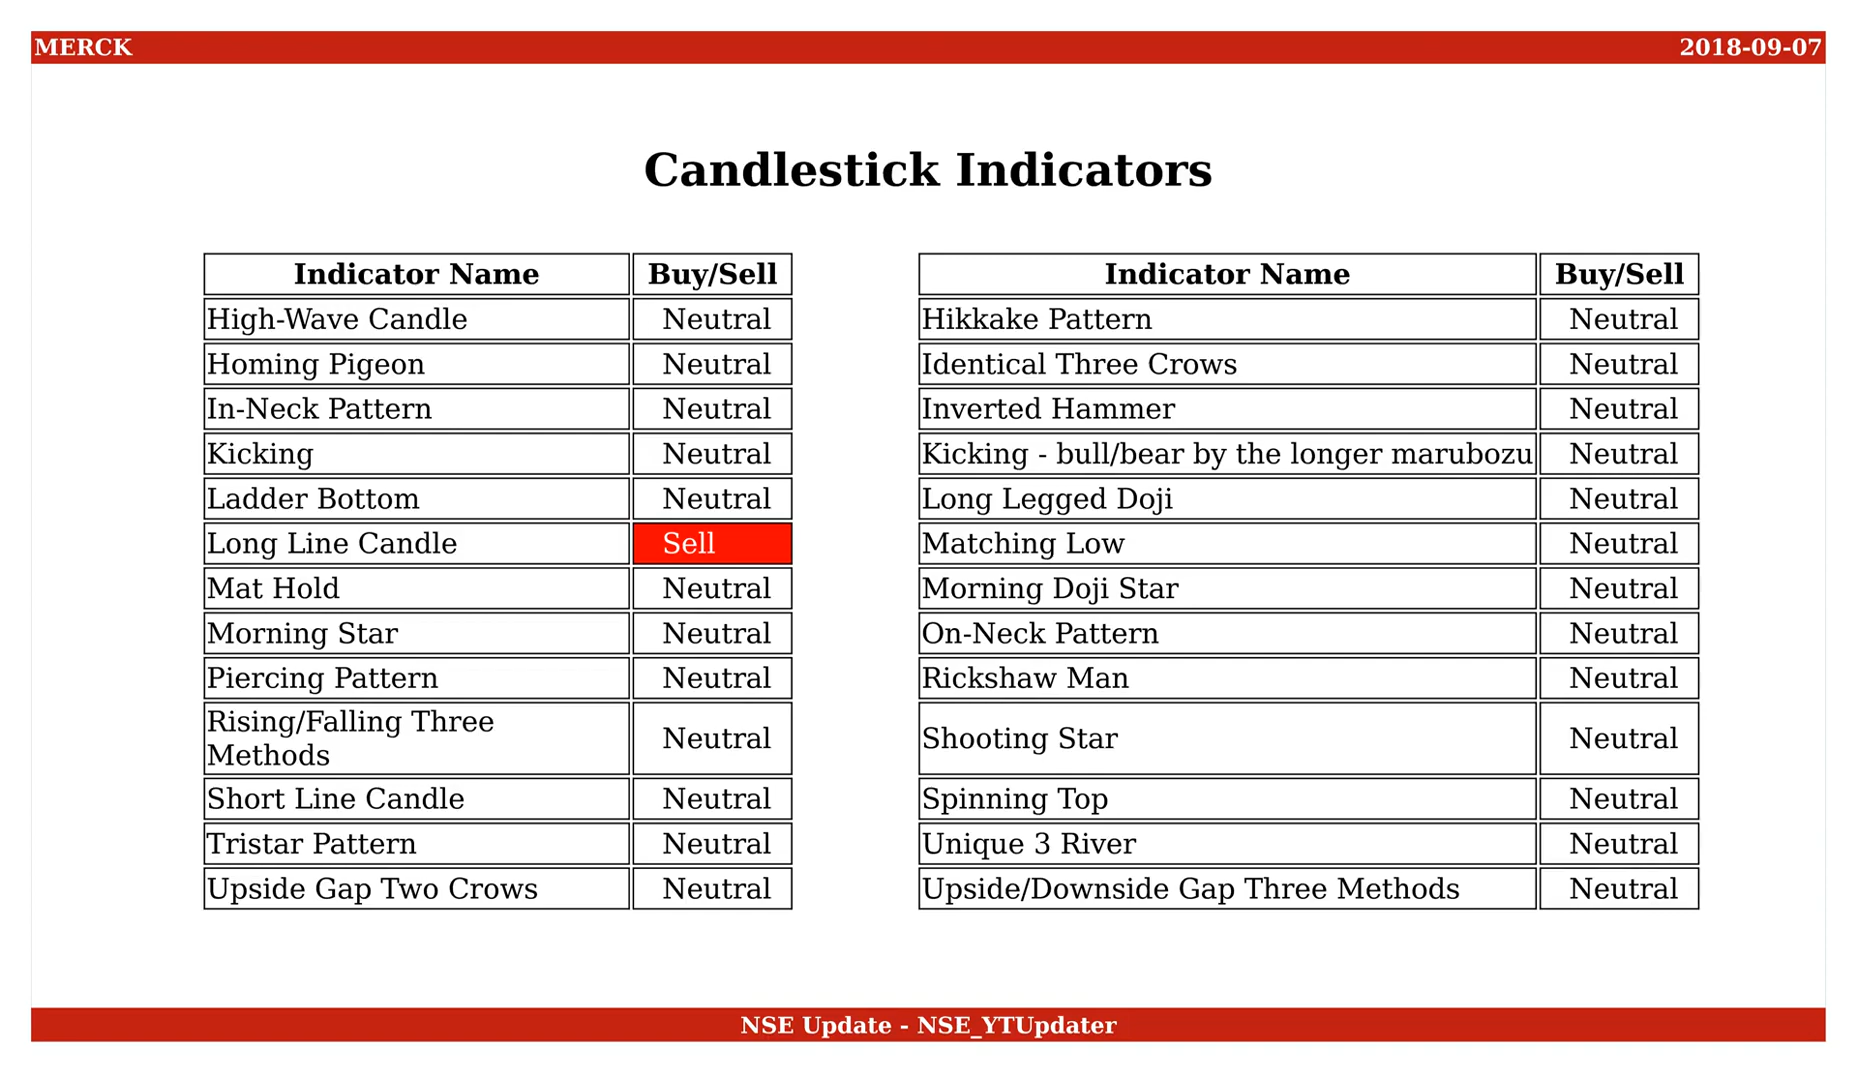 MERCK 2018-09-07
Candlestick Indicators
Indicator Name Buy/Sell Indicator Name Buy/Sell
High-Wave Candle Neutral Hikkake Pattern Neutral
Homing Pigeon Neutral Identical Three Crows Neutral
In-Neck Pattern Neutral Inverted Hammer Neutral
Kicking Neutral Kicking - bull/bear by the longer marubozu Neutral
Ladder Bottom Neutral Long Legged Doji Neutral
Long Line Candle Sell Matching Low Neutral
Mat Hold Neutral Morning Doji Star Neutral
Morning Star Neutral On-Neck Pattern Neutral
Piercing Pattern Neutral Rickshaw Man Neutral
Rising/Falling Three
Methods Neutral Shooting Star Neutral
Short Line Candle Neutral Spinning Top Neutral
Tristar Pattern Neutral Unique 3 River Neutral
Upside Gap Two Crows Neutral Upside/Downside Gap Three Methods Neutral
NSE Update - NSE_YTUpdater